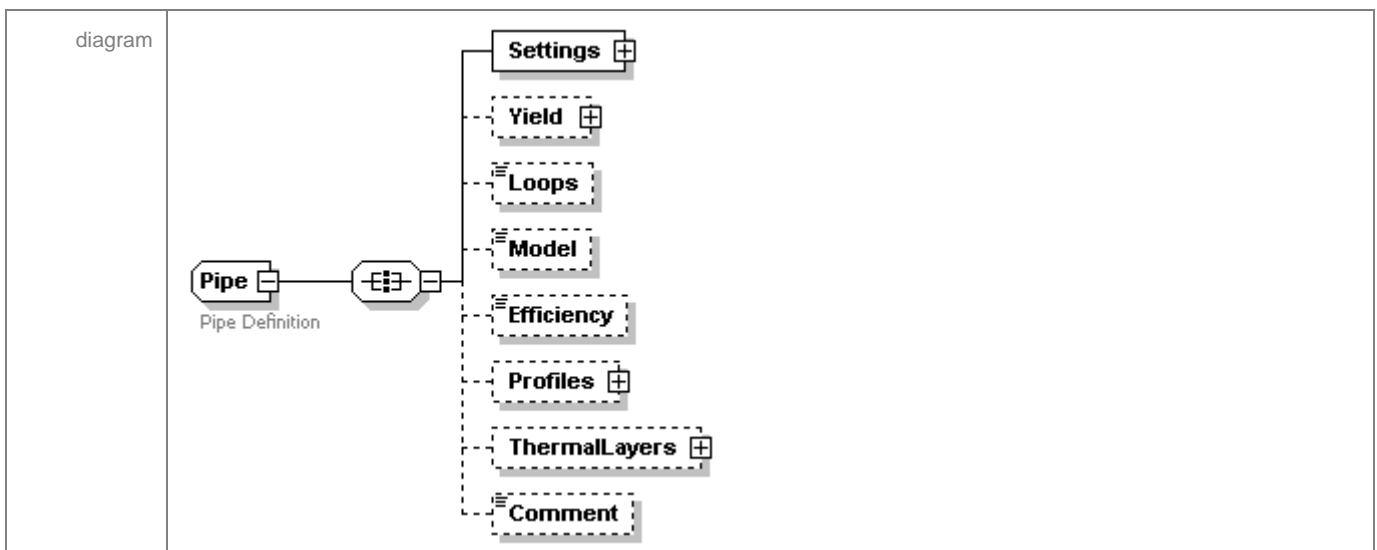 diagram
Settings
Yield
Loops
Model
Pipe
Pipe Definition
Efficiency
Profiles
ThermalLayers
Comment